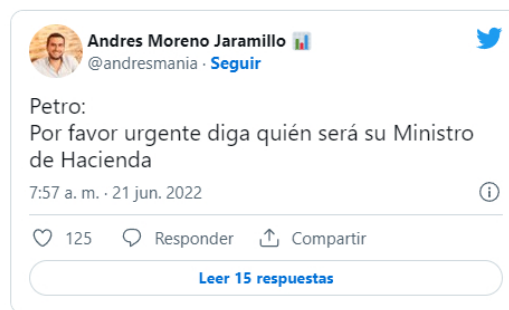 Andres Moreno Jaramillo 📊
@andresmania · Seguir
Petro:
Por favor urgente diga quién será su Ministro
de Hacienda
7:57 a. m. · 21 jun. 2022
125 Responder Compartir
Leer 15 respuestas